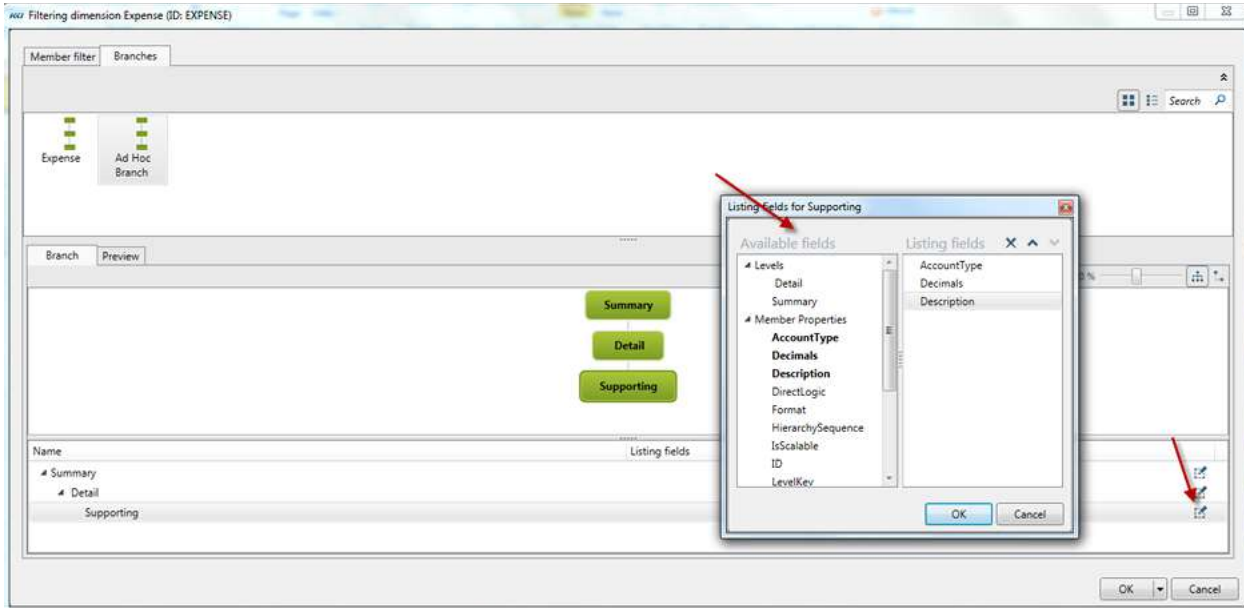 Filtering dimension Expense (ID: EXPENSE)
Member filter
Branches
Search
Expense
Ad Hoc
Branch
Branch
Preview
Summary
Detail
Supporting
Name
Listing fields
Summary
Detail
Supporting
Listing fields for Supporting
Available fields
Levels
Detail
Summary
Member Properties
AccountType
Decimals
Description
DirectLogic
Format
HierarchySequence
IsScalable
ID
LevelKey
Listing fields
AccountType
Decimals
Description
OK
Cancel
OK
Cancel